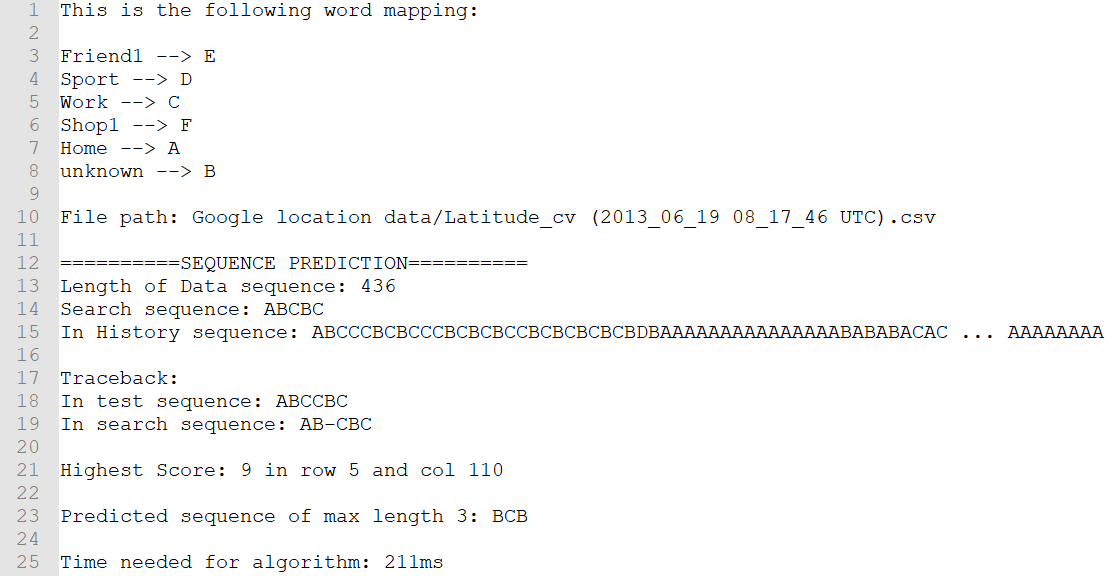 1 This is the following word mapping:
2
3 Friend1 --> E
4 Sport --> D
5 Work --> C
6 Shop1 --> F
7 Home --> A
8 unknown --> B
9
10 File path: Google location data/Latitude_cv (2013_06_19 08_17_46 UTC).csv
11
12 ==========SEQUENCE PREDICTION==========
13 Length of Data sequence: 436
14 Search sequence: ABCBC
15 In History sequence: ABCCCBCBCCCBCBCBCCBCBCBCBCBDBAAAAAAAAAAAAAAABABABACAC ... AAAAAAAA
16
17 Traceback:
18 In test sequence: ABCCBC
19 In search sequence: AB-CBC
20
21 Highest Score: 9 in row 5 and col 110
22
23 Predicted sequence of max length 3: BCB
24
25 Time needed for algorithm: 211ms